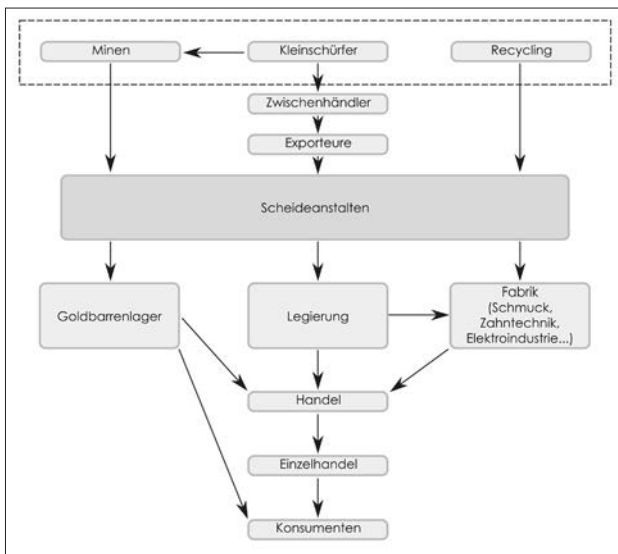 Minen
Kleinschürfer
Recycling
Zwischenhändler
Exporteure
Scheideanstalten
Goldbarrenlager
Legierung
Fabrik
(Schmuck,
Zahntechnik,
Elektroindustrie...)
Handel
Einzelhandel
Konsumenten